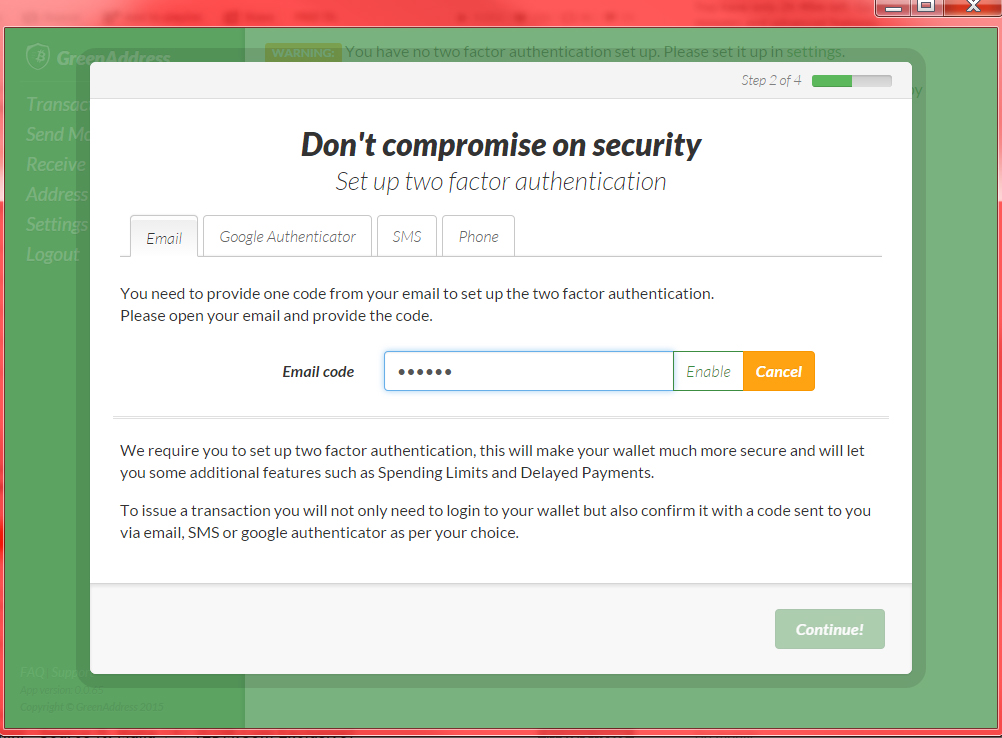 GreenAddress
WARNING: You have no two factor authentication set up. Please set it up in settings.
Step 2 of 4
Transac
Send Mo
Receive
Address
Settings
Logout
by
Don't compromise on security
Set up two factor authentication
Email
Google Authenticator
SMS
Phone
You need to provide one code from your email to set up the two factor authentication.
Please open your email and provide the code.
Email code
••••••
Enable
Cancel
We require you to set up two factor authentication, this will make your wallet much more secure and will let
you some additional features such as Spending Limits and Delayed Payments.
To issue a transaction you will not only need to login to your wallet but also confirm it with a code sent to you
via email, SMS or google authenticator as per your choice.
Continue!
FAQ Suppo
app version 0.0.65
Copyright © GreenAddress 2015